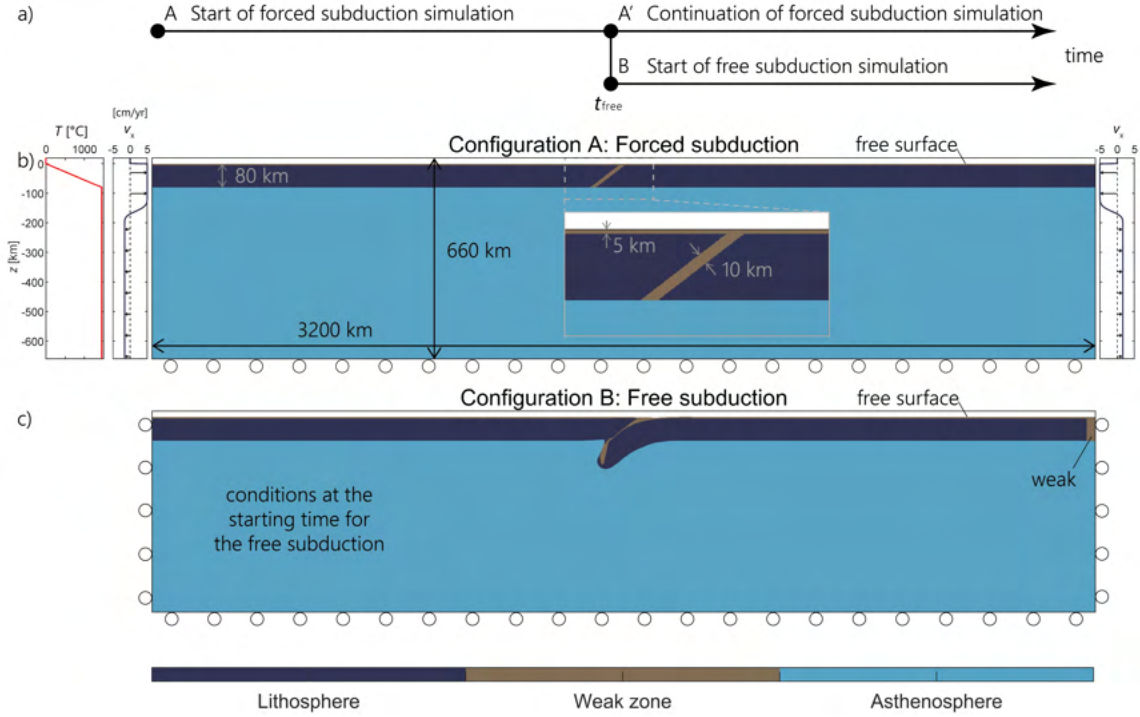 a)
A Start of forced subduction simulation
A' Continuation of forced subduction simulation
time
B Start of free subduction simulation
t_free
b)
T [°C]
0 1000
[cm/yr]
v_x
-5 0 5
Configuration A: Forced subduction
free surface
v_x
-5 0 5
z [km]
0
-100
-200
-300
-400
-500
-600
80 km
5 km
10 km
660 km
3200 km
c)
Configuration B: Free subduction
free surface
weak
conditions at the
starting time for
the free subduction
Lithosphere
Weak zone
Asthenosphere